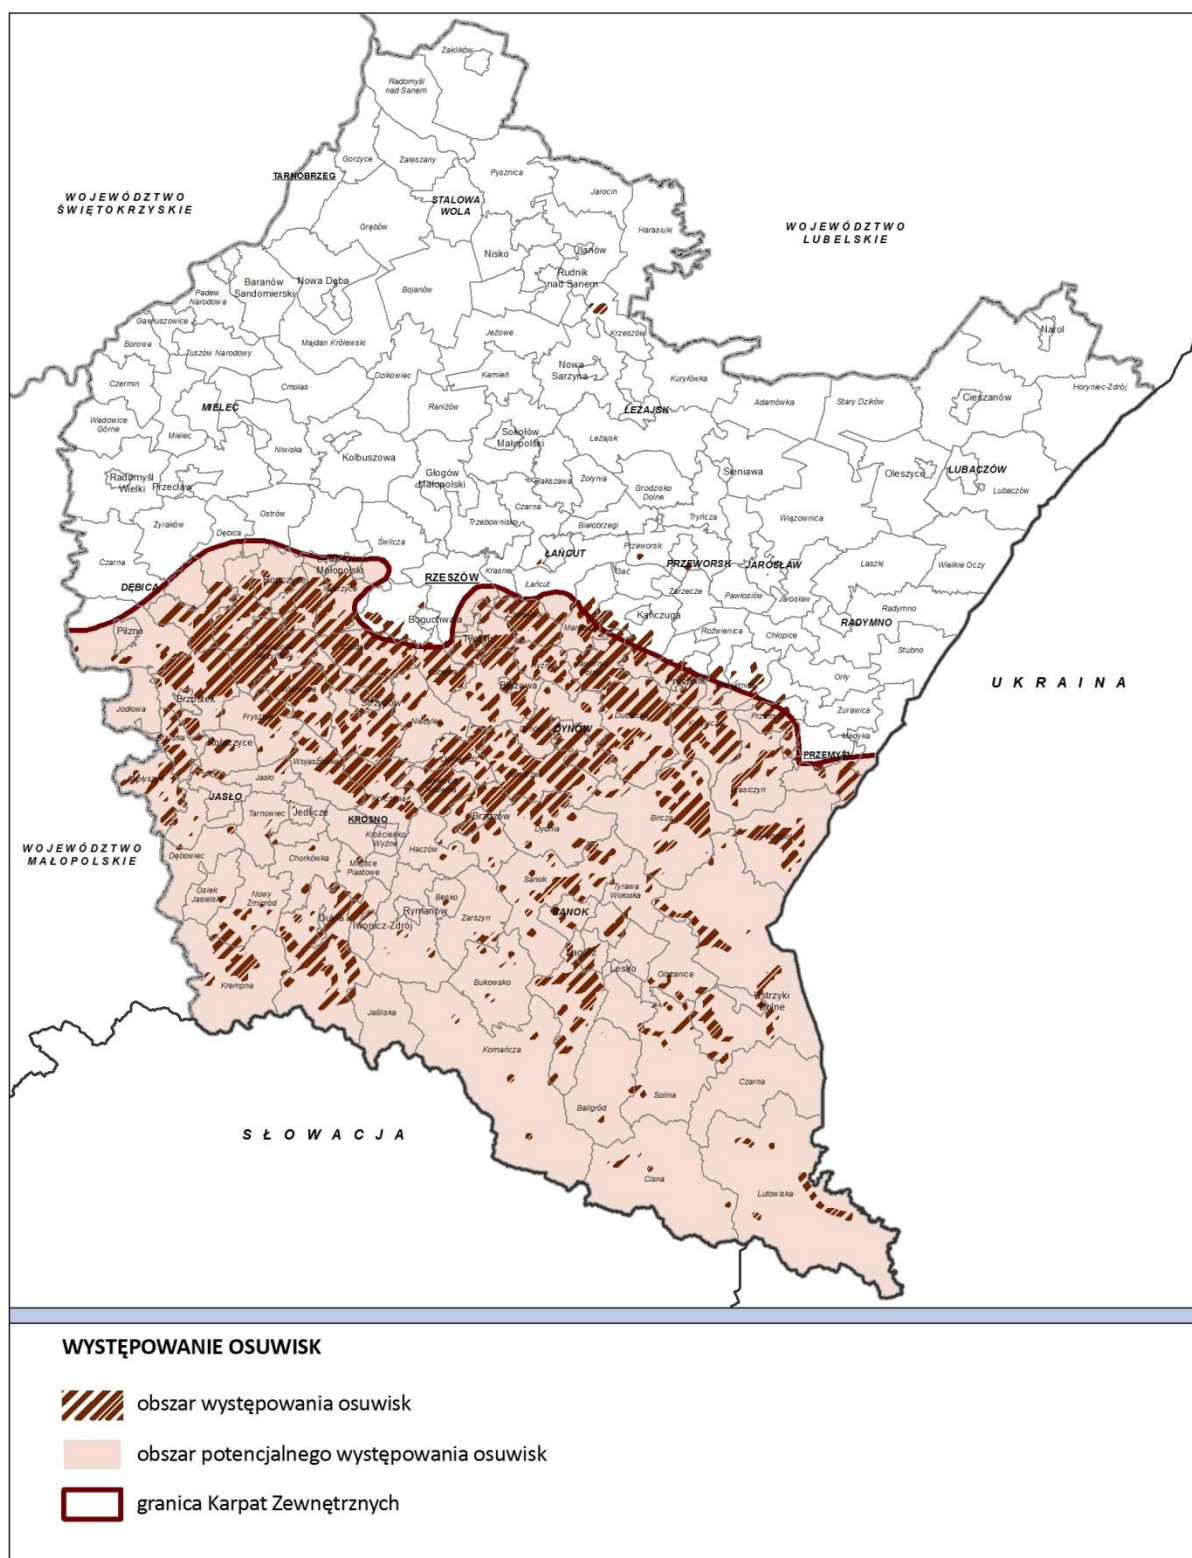 Zaklików
Radomyśl
nad Sanem
Gorzyce
Zaleszany
Pysznica
TARNOBRZEG
Jarocin
WOJEWÓDZTWO
ŚWIĘTOKRZYSKIE
STALOWA
WOLA
Grębów
Harasiuki
WOJEWÓDZTWO
LUBELSKIE
Nisko
Ulanów
Rudnik
nad Sanem
Baranów
Sandomierski
Nowa Dęba
Bojanów
Padew
Narodowa
Gawłuszowice
Borowa
Tuszów Narodowy
Majdan Królewski
Jeżowe
Krzeszów
Narol
Czermin
Cmolas
Dzikowiec
Kamień
Nowa
Sarzyna
Kuryłówka
Adamówka
Stary Dzików
Cieszanów
Horyniec-Zdrój
Wadowice
Górne
MIELEC
Mielec
Raniżów
LEŻAJSK
Sokołów
Małopolski
Leżajsk
Niwiska
Kolbuszowa
Radomyśl
Wielki
Przecław
Głogów
Małopolski
Rakszawa
Żołynia
Grodzisko
Dolne
Sieniawa
Oleszyce
LUBACZÓW
Lubaczów
Ostrów
Żyraków
Czarna
Trzebownisko
Białobrzegi
Tryńcza
Wiązownica
Dębica
Świlcza
Czarna
DĘBICA
ŁAŃCUT
Krasne
Łańcut
Przeworsk
PRZEWORSK
JAROSŁAW
Gać
Zarzecze
Pawłosiów
Jarosław
Laszki
Wielkie Oczy
RZESZÓW
Boguchwała
Kańczuga
Roźwienica
Chłopice
RADYMNO
Radymno
Stubno
Pilzno
Tyczyn
Orły
Żurawica
Medyka
UKRAINA
PRZEMYŚL
Błażowa
Brzostek
Jodłowa
Strzyżów
Frysztak
Niebylec
DYNÓW
Kołaczyce
Wojaszówka
Jasło
JASŁO
Tarnowiec
Jedlicze
KROSNO
Krościenko
Wyżne
Brzozów
Dydnia
Bircza
WOJEWÓDZTWO
MAŁOPOLSKIE
Dębowiec
Chorkówka
Miejsce
Piastowe
Haczów
Osiek
Jasielski
Nowy
Żmigród
Besko
Sanok
Tyrawa
Wołoska
Dukla
Iwonicz-Zdrój
Rymanów
Zarszyn
SANOK
Zagórz
Lesko
Olszanica
Krempna
Bukowsko
Ustrzyki
Dolne
Jaśliska
Komańcza
Czarna
Solina
Baligród
SŁOWACJA
Cisna
Lutowiska
WYSTĘPOWANIE OSUWISK
obszar występowania osuwisk
obszar potencjalnego występowania osuwisk
granica Karpat Zewnętrznych